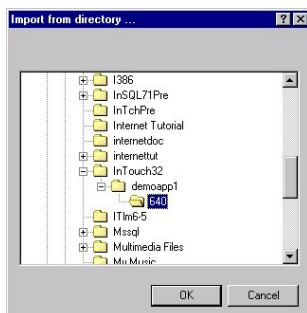 Import from directory ...
I386
InSQL71Pre
InTchPre
Internet Tutorial
internetdoc
internettut
InTouch32
demoapp1
640
ITIm6-5
Mssql
Multimedia Files
My Music
OK
Cancel